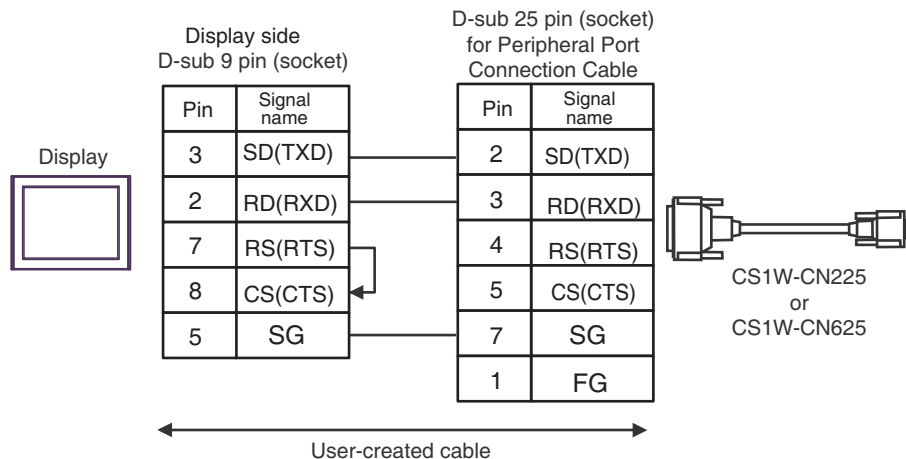 Display side
D-sub 9 pin (socket)
D-sub 25 pin (socket)
for Peripheral Port
Connection Cable
Display
Pin Signal name
3 SD(TXD)
2 RD(RXD)
7 RS(RTS)
8 CS(CTS)
5 SG
Pin Signal name
2 SD(TXD)
3 RD(RXD)
4 RS(RTS)
5 CS(CTS)
7 SG
1 FG
CS1W-CN225
or
CS1W-CN625
User-created cable